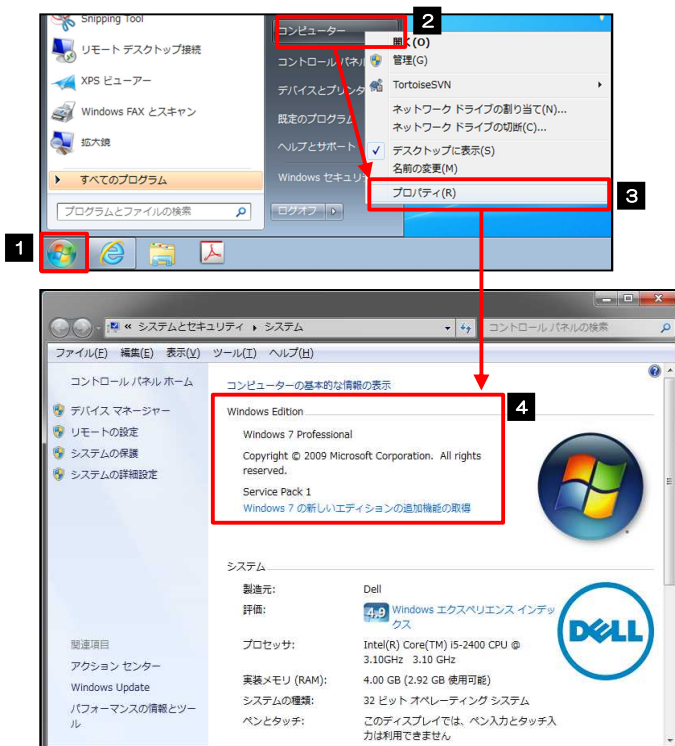 Snipping Tool
リモート デスクトップ接続
XPS ビューアー
Windows FAX とスキャン
拡大鏡
すべてのプログラム
プログラムとファイルの検索
コンピューター
コントロール パネル
デバイスとプリンタ
既定のプログラム
ヘルプとサポート
Windows セキュリ
ログオフ
2
開く(O)
管理(G)
TortoiseSVN
ネットワーク ドライブの割り当て(N)...
ネットワーク ドライブの切断(C)...
デスクトップに表示(S)
名前の変更(M)
プロパティ(R)
3
1
« システムとセキュリティ
システム
コントロール パネルの検索
ファイル(F) 編集(E) 表示(V) ツール(T) ヘルプ(H)
コントロール パネル ホーム
デバイス マネージャー
リモートの設定
システムの保護
システムの詳細設定
関連項目
アクション センター
Windows Update
パフォーマンスの情報とツー
ル
コンピューターの基本的な情報の表示
4
Windows Edition
Windows 7 Professional
Copyright © 2009 Microsoft Corporation. All rights
reserved.
Service Pack 1
Windows 7 の新しいエディションの追加機能の取得
システム
製造元: Dell
評価: 4,9 Windows エクスペリエンス インデッ
クス
プロセッサ: Intel(R) Core(TM) i5-2400 CPU @
3.10GHz 3.10 GHz
実装メモリ (RAM): 4.00 GB (2.92 GB 使用可能)
システムの種類: 32 ビット オペレーティング システム
ペンとタッチ: このディスプレイでは、ペン入力とタッチ入
力は利用できません
DELL